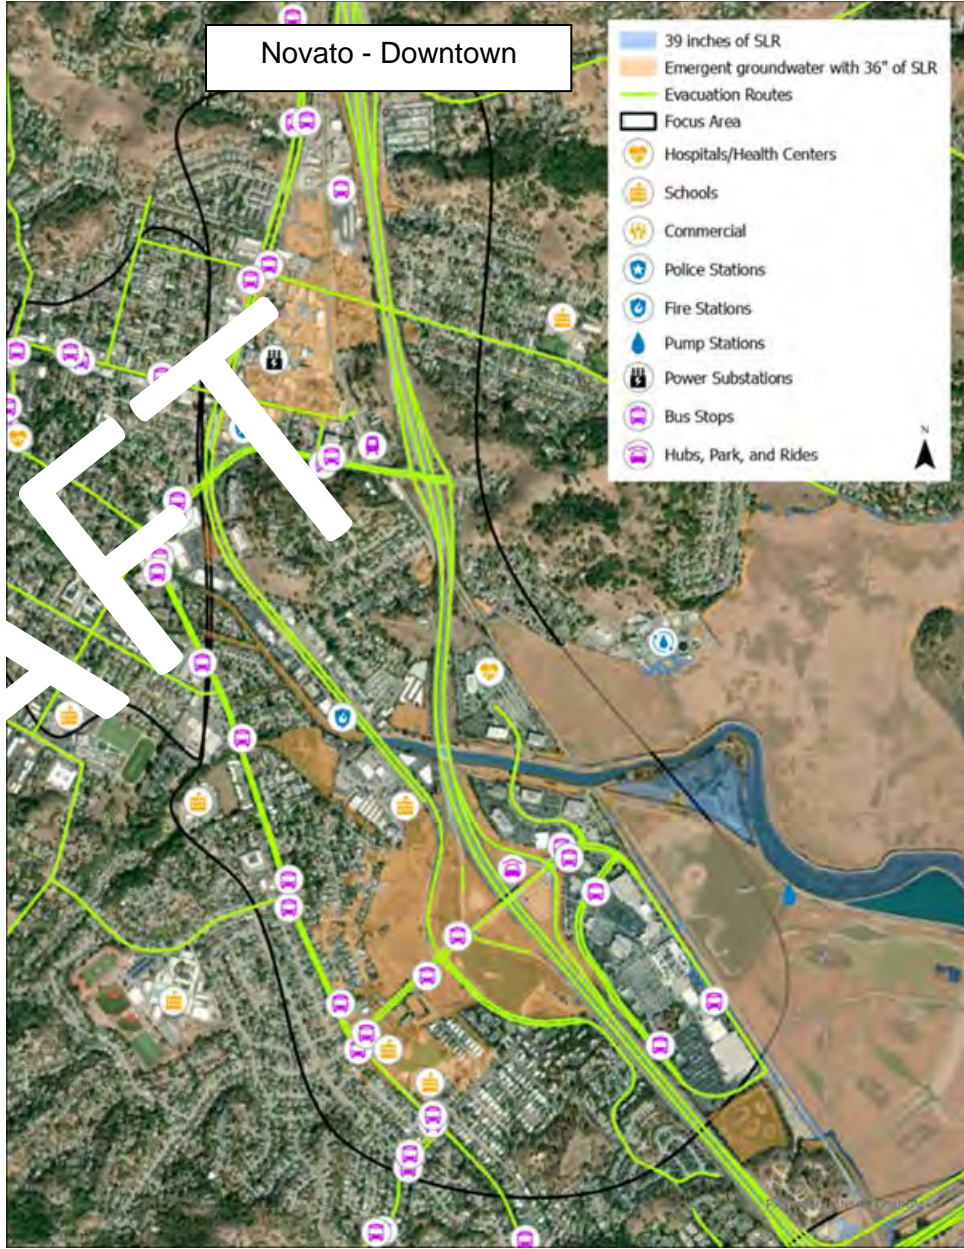 Novato - Downtown
39 inches of SLR
Emergent groundwater with 36" of SLR
Evacuation Routes
Focus Area
Hospitals/Health Centers
Schools
Commercial
Police Stations
Fire Stations
Pump Stations
Power Substations
Bus Stops
Hubs, Park, and Rides
N
AFT